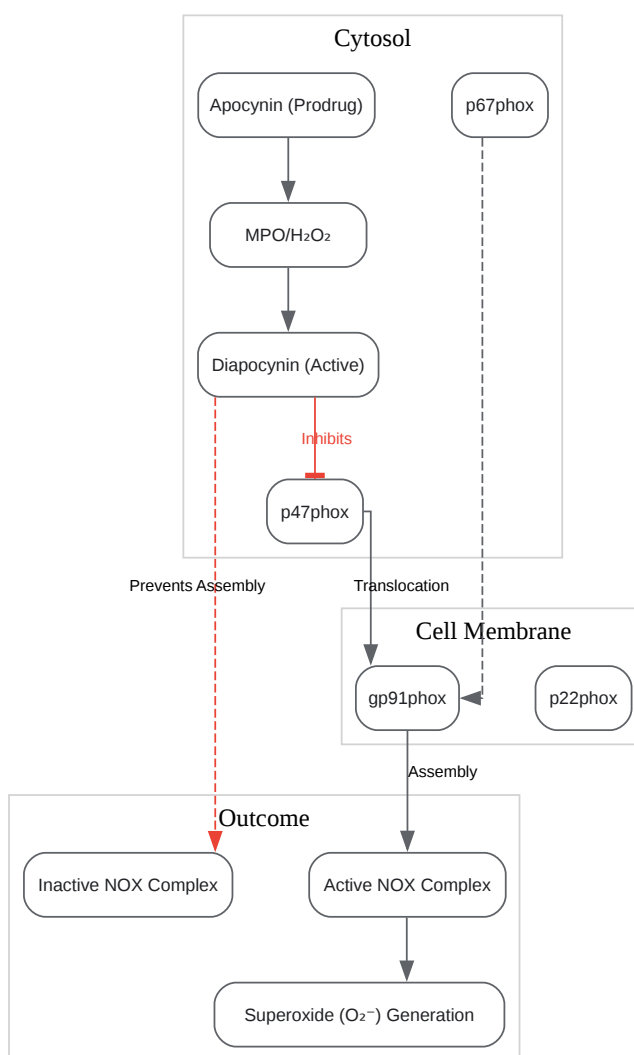 Cytosol
Apocynin (Prodrug)
p67phox
MPO/H₂O₂
Diapocynin (Active)
Inhibits
p47phox
Prevents Assembly
Translocation
Cell Membrane
gp91phox
p22phox
Assembly
Outcome
Inactive NOX Complex
Active NOX Complex
Superoxide (O₂⁻) Generation